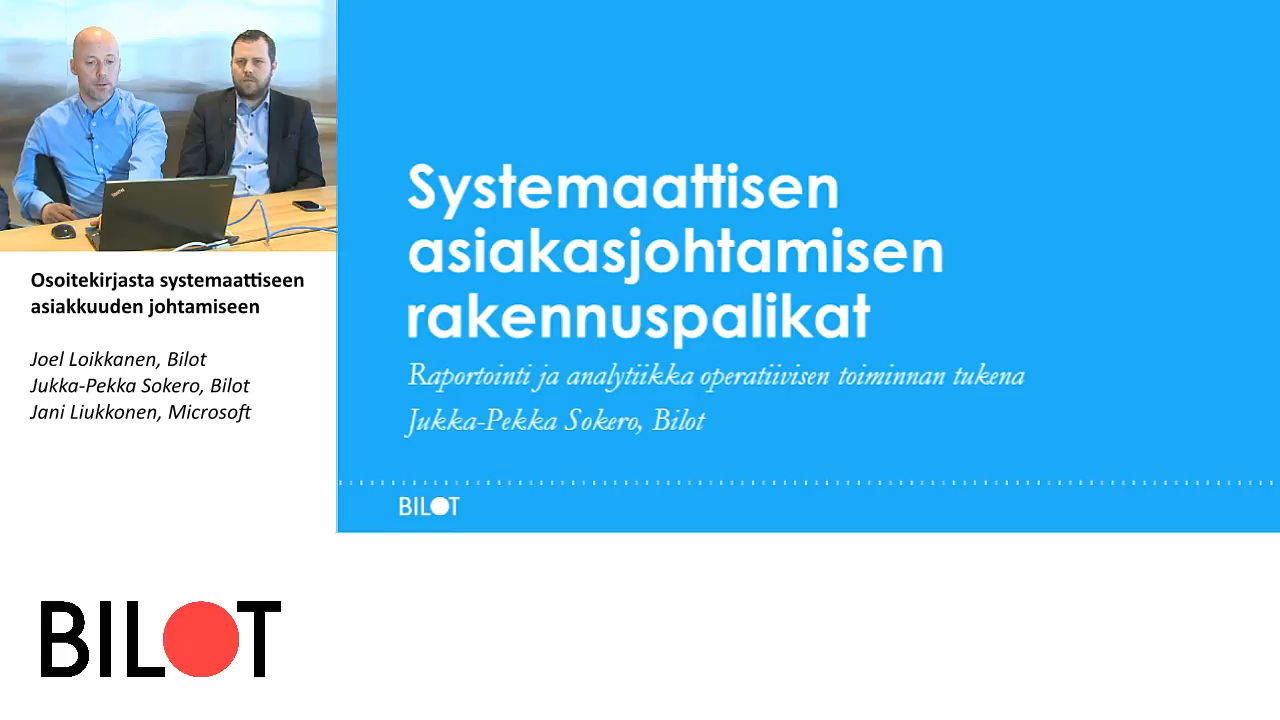 Systemaattisen
asiakasjohtamisen
rakennuspalikat
Raportointi ja analytiikka operatiivisen toiminnan tukena
Jukka-Pekka Sokero, Bilot
BILOT
Osoitekirjasta systemaattiseen
asiakkuuden johtamiseen
Joel Loikkanen, Bilot
Jukka-Pekka Sokero, Bilot
Jani Liukkonen, Microsoft
BILOT